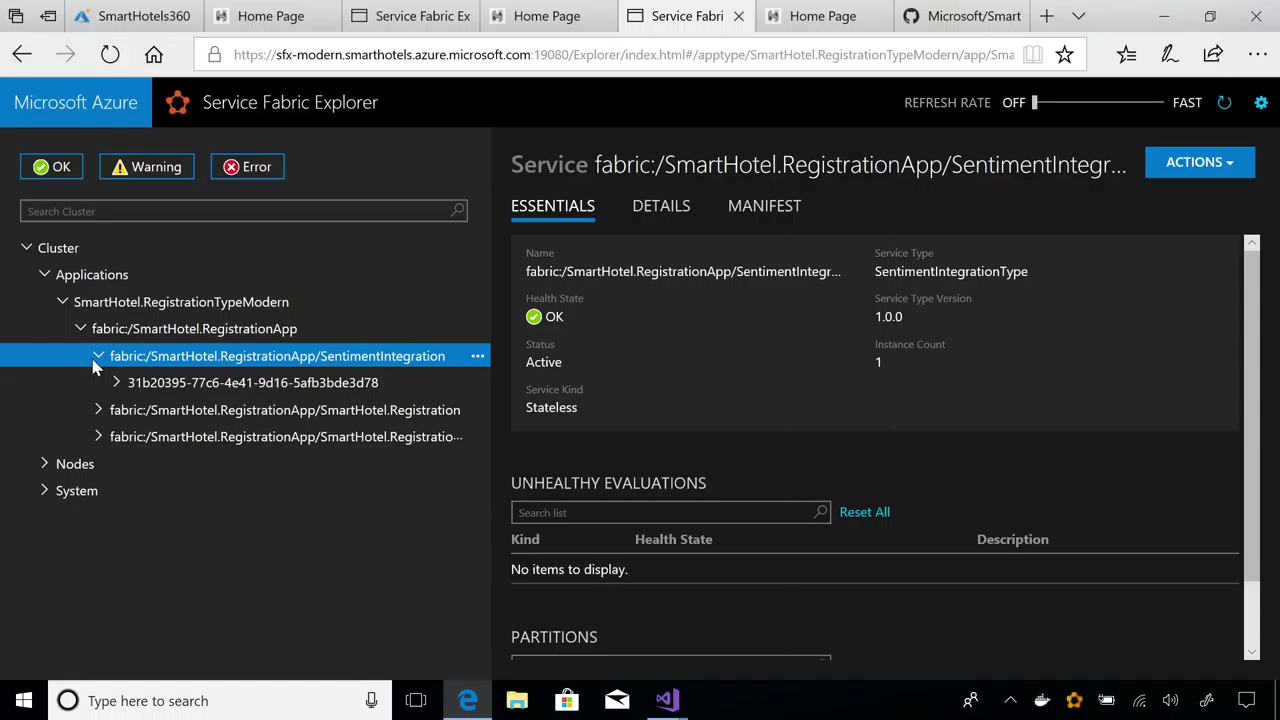 SmartHotels360
Home Page
Service Fabric Ex
Home Page
Service Fabri
Home Page
Microsoft/Smart
https://sfx-modern.smarthotels.azure.microsoft.com:19080/Explorer/index.html#/apptype/SmartHotel.RegistrationTypeModern/app/Sma
Microsoft Azure
Service Fabric Explorer
REFRESH RATE OFF FAST
OK
Warning
Error
Search Cluster
Cluster
Applications
SmartHotel.RegistrationTypeModern
fabric:/SmartHotel.RegistrationApp
fabric:/SmartHotel.RegistrationApp/SentimentIntegration
31b20395-77c6-4e41-9d16-5afb3bde3d78
fabric:/SmartHotel.RegistrationApp/SmartHotel.Registration
fabric:/SmartHotel.RegistrationApp/SmartHotel.Registratio...
Nodes
System
Service fabric:/SmartHotel.RegistrationApp/SentimentIntegr...
ACTIONS
ESSENTIALS
DETAILS
MANIFEST
Name
fabric:/SmartHotel.RegistrationApp/SentimentIntegr...
Service Type
SentimentIntegrationType
Health State
OK
Service Type Version
1.0.0
Status
Active
Instance Count
1
Service Kind
Stateless
UNHEALTHY EVALUATIONS
Search list
Reset All
Kind
Health State
Description
No items to display.
PARTITIONS
Type here to search